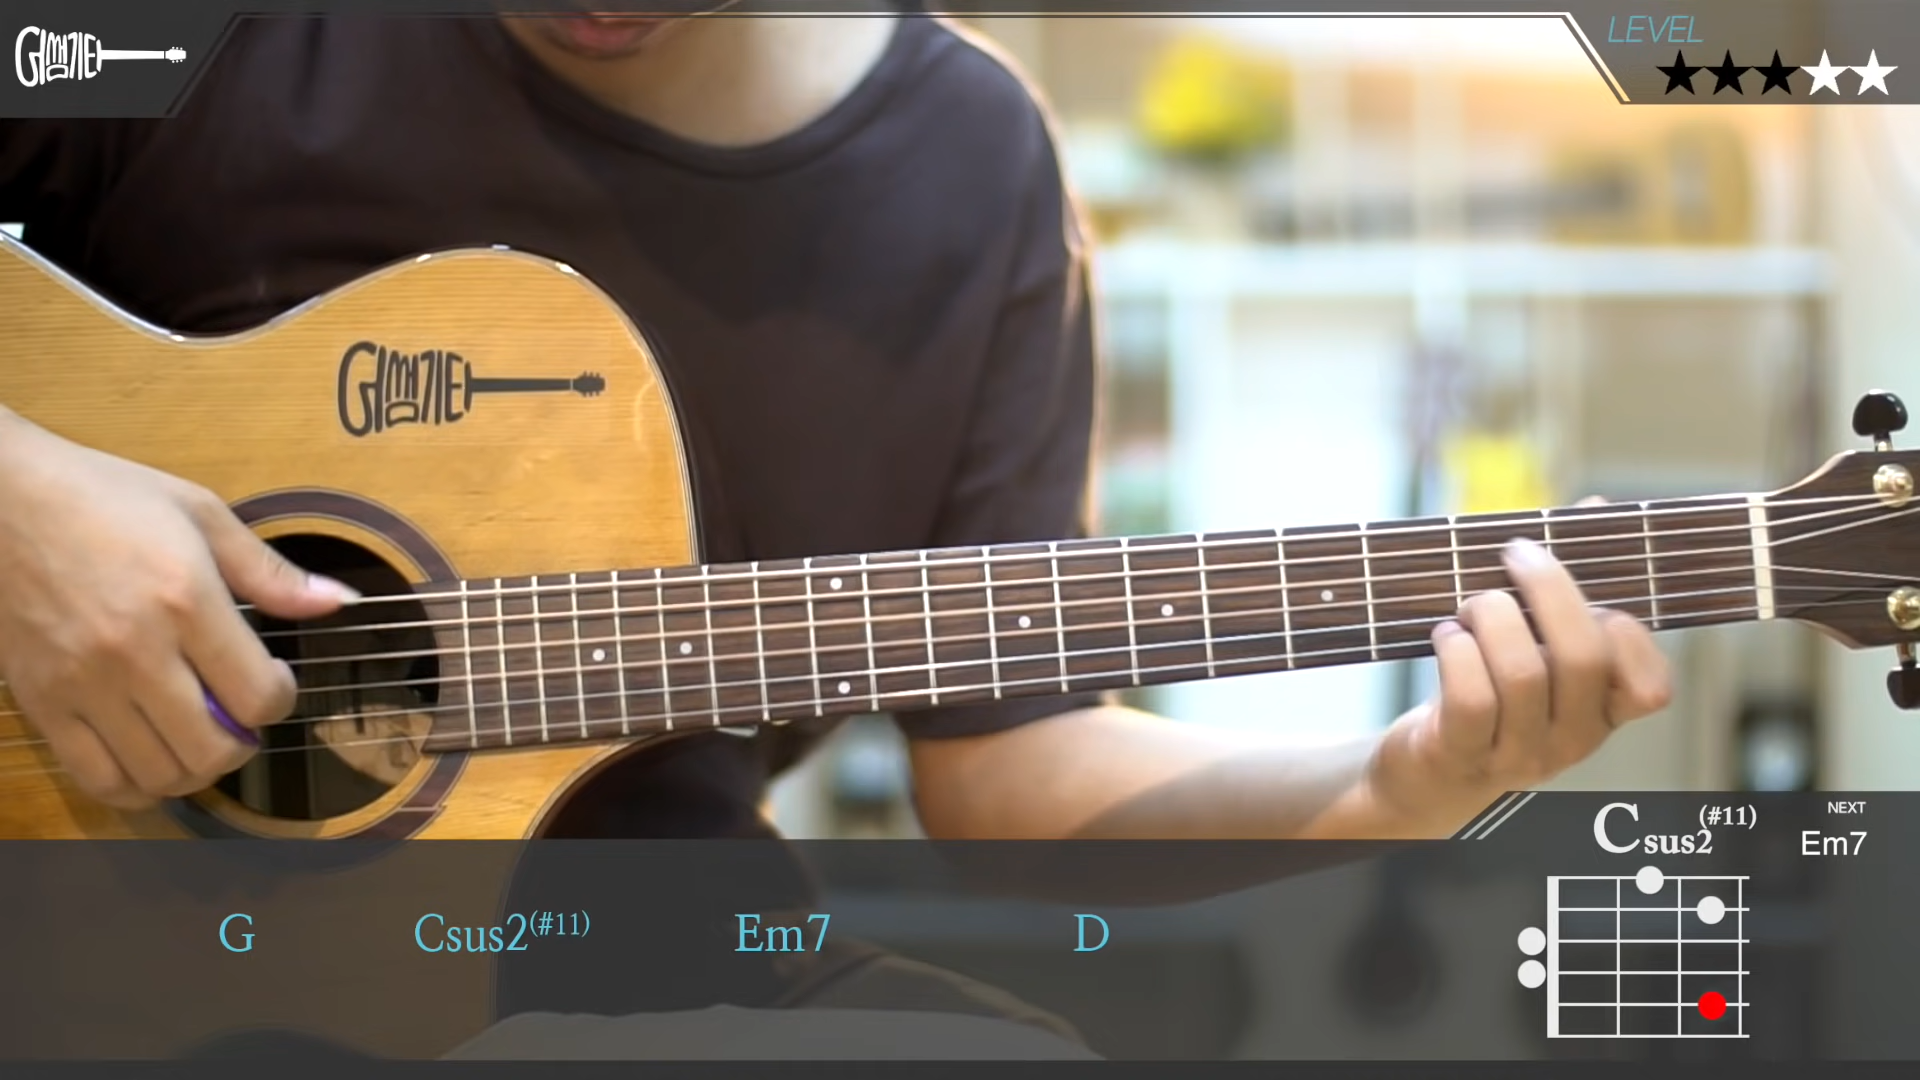 LEVEL
G Csus2(#11) Em7 D
Csus2(#11)
NEXT
Em7